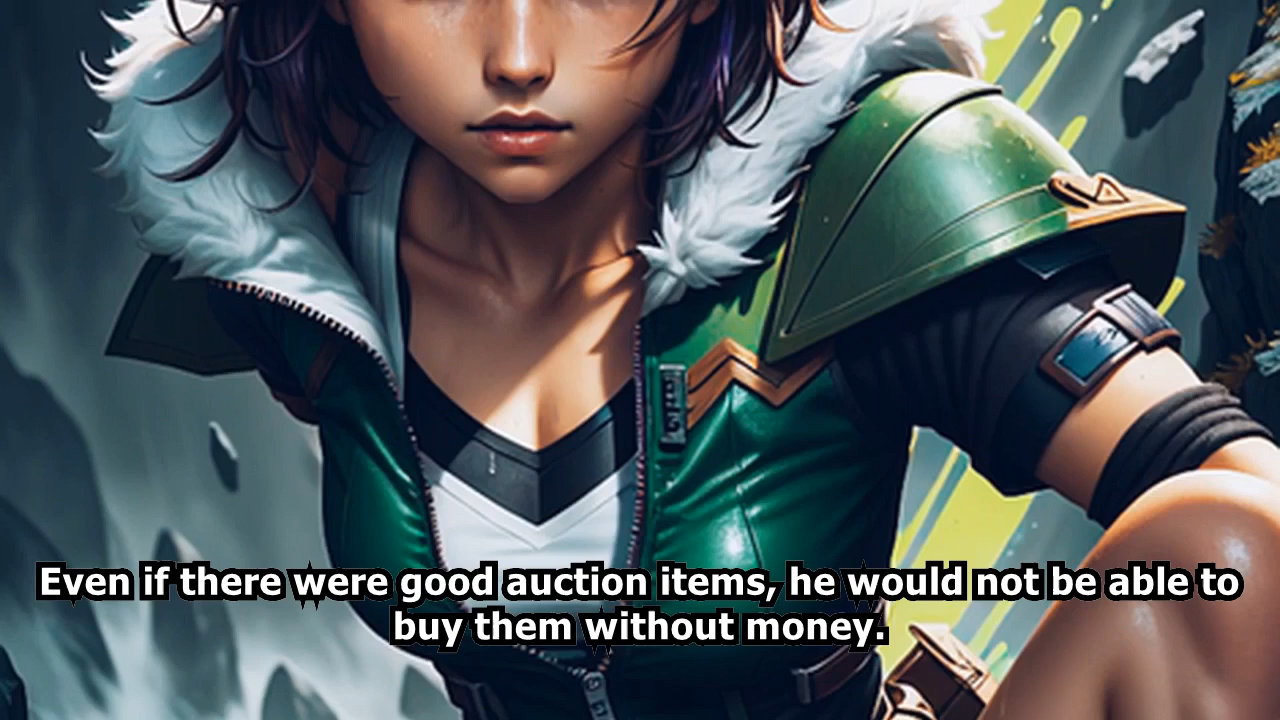 Even if there were good auction items, he would not be able to
buy them without money.